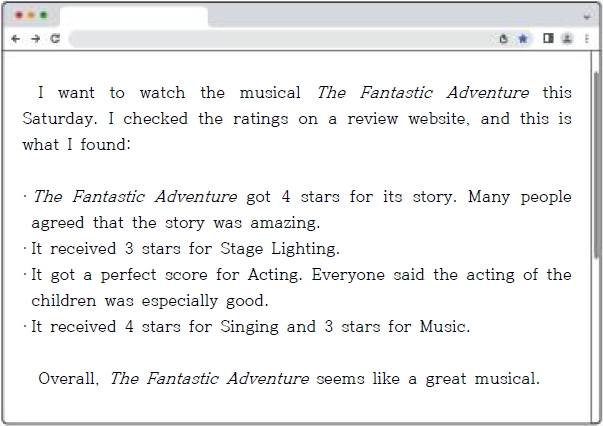 I want to watch the musical The Fantastic Adventure this
Saturday. I checked the ratings on a review website, and this is
what I found:
· The Fantastic Adventure got 4 stars for its story. Many people
agreed that the story was amazing.
· It received 3 stars for Stage Lighting.
· It got a perfect score for Acting. Everyone said the acting of the
children was especially good.
· It received 4 stars for Singing and 3 stars for Music.
Overall, The Fantastic Adventure seems like a great musical.